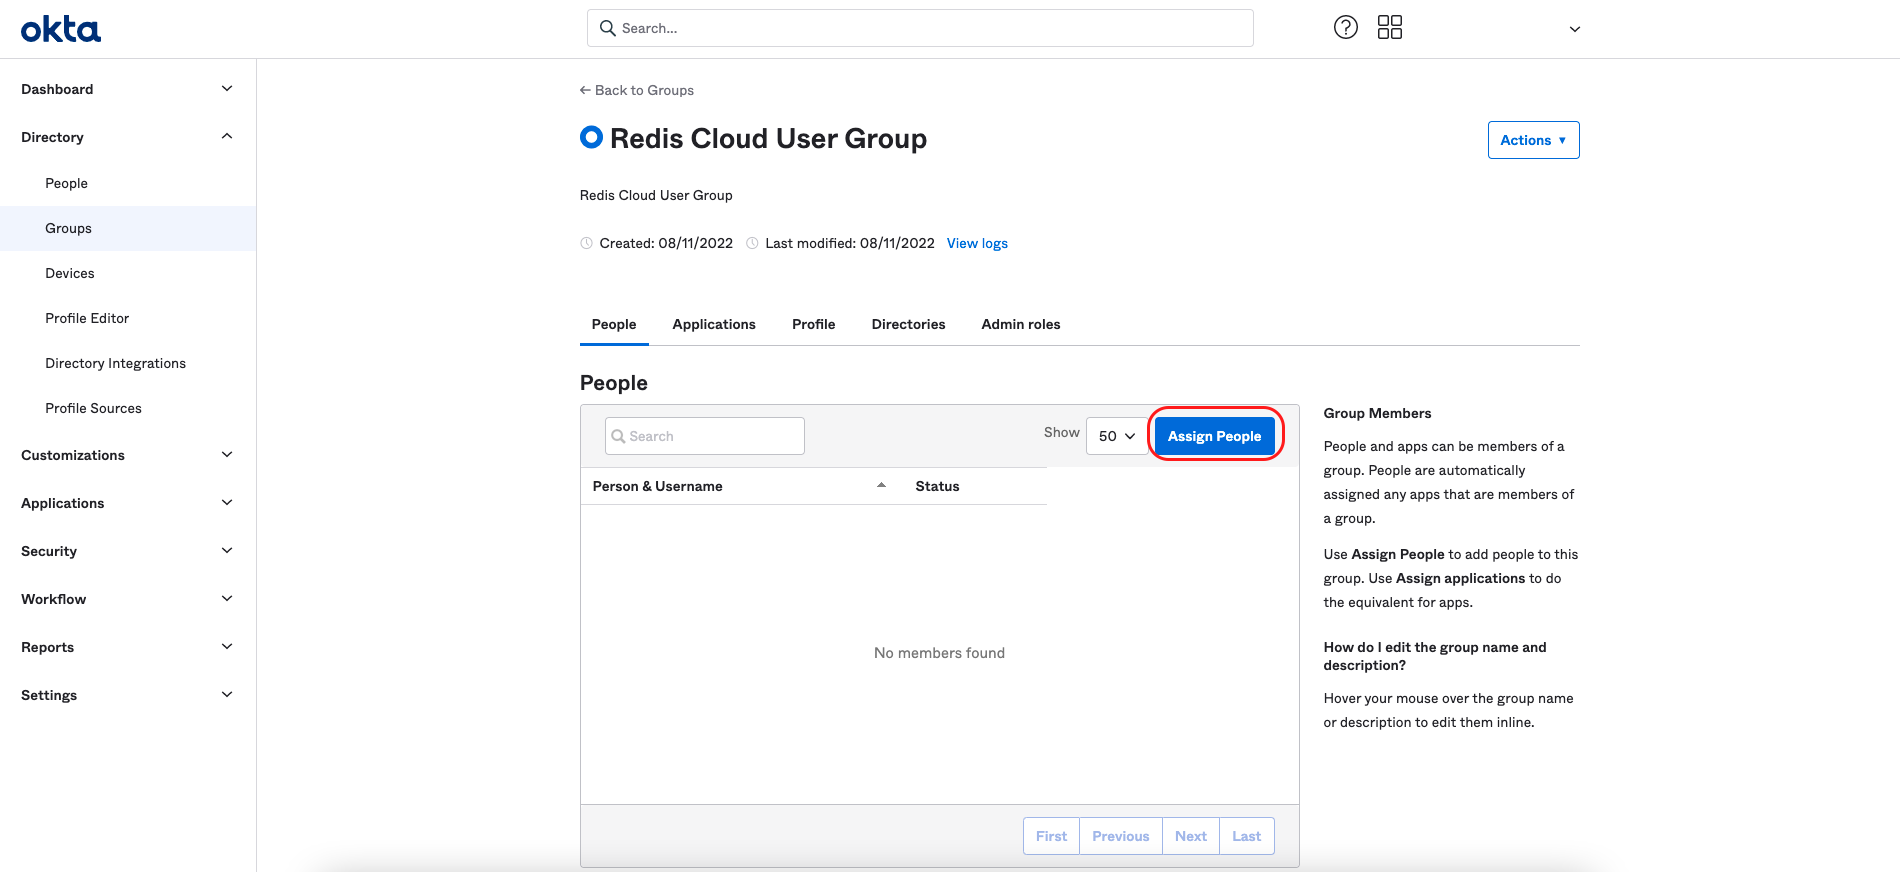 okta
Search...
Dashboard
Directory
People
Groups
Devices
Profile Editor
Directory Integrations
Profile Sources
Customizations
Applications
Security
Workflow
Reports
Settings
Back to Groups
Redis Cloud User Group
Actions
Redis Cloud User Group
Created: 08/11/2022 Last modified: 08/11/2022 View logs
People Applications Profile Directories Admin roles
People
Search Show 50 Assign People
Person & Username Status
No members found
First Previous Next Last
Group Members
People and apps can be members of a
group. People are automatically
assigned any apps that are members of
a group.
Use Assign People to add people to this
group. Use Assign applications to do
the equivalent for apps.
How do I edit the group name and
description?
Hover your mouse over the group name
or description to edit them inline.